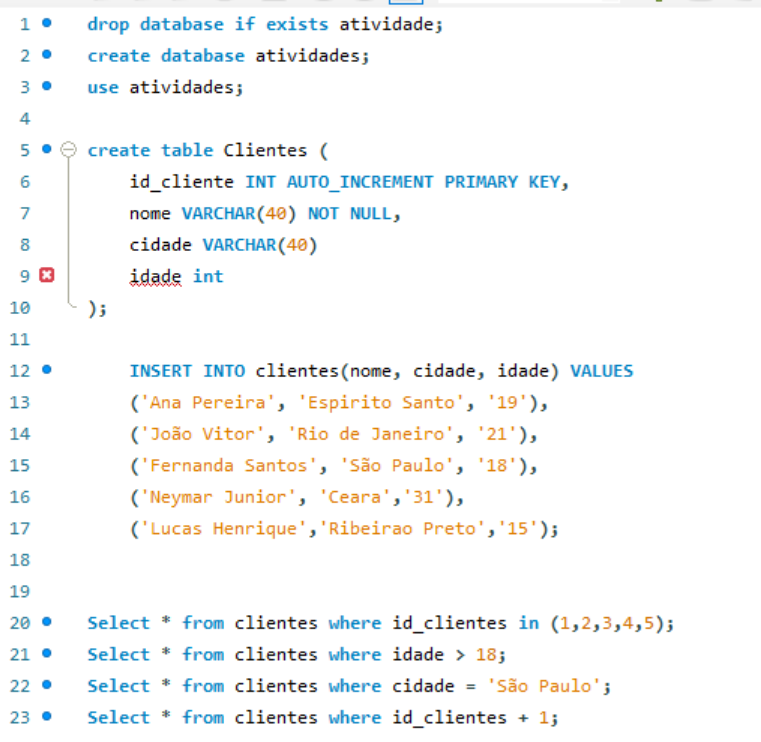 1 drop database if exists atividade;
2 create database atividades;
3 use atividades;
4
5 create table Clientes (
6 id_cliente INT AUTO_INCREMENT PRIMARY KEY,
7 nome VARCHAR(40) NOT NULL,
8 cidade VARCHAR(40)
9 idade int
10 );
11
12 INSERT INTO clientes(nome, cidade, idade) VALUES
13 ('Ana Pereira', 'Espirito Santo', '19'),
14 ('João Vitor', 'Rio de Janeiro', '21'),
15 ('Fernanda Santos', 'São Paulo', '18'),
16 ('Neymar Junior', 'Ceara','31'),
17 ('Lucas Henrique','Ribeirao Preto','15');
18
19
20 Select * from clientes where id_clientes in (1,2,3,4,5);
21 Select * from clientes where idade > 18;
22 Select * from clientes where cidade = 'São Paulo';
23 Select * from clientes where id_clientes + 1;